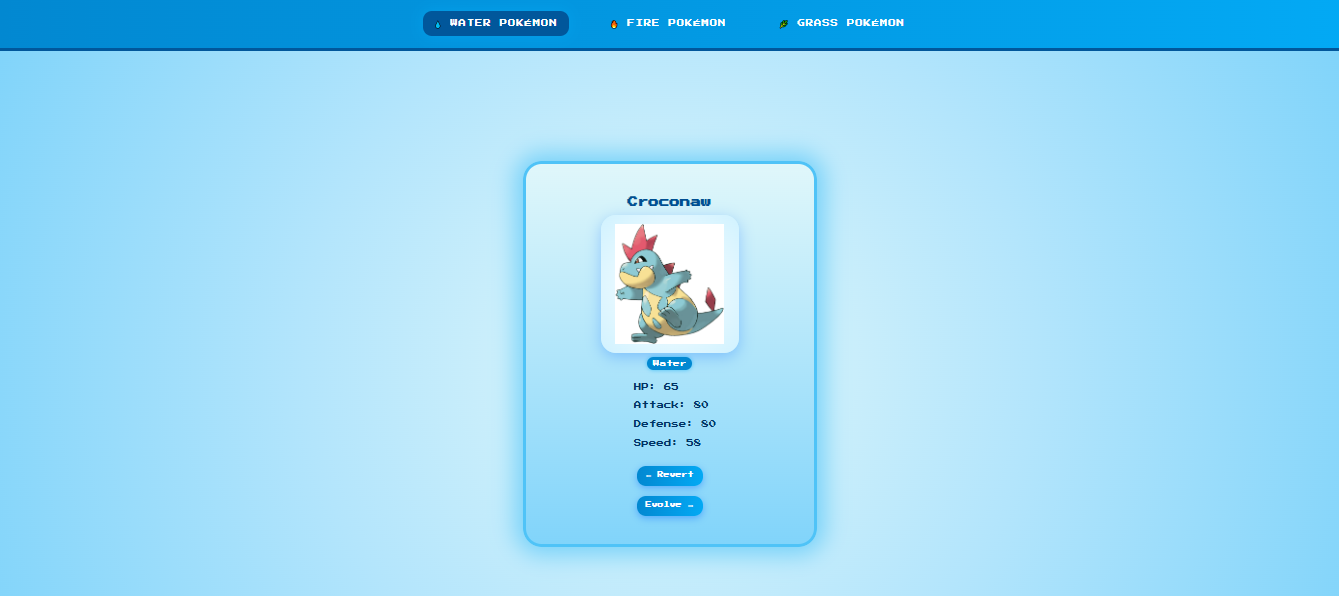 💧 WATER POKéMON
🔥 FIRE POKéMON
🌿 GRASS POKéMON
Croconaw
Water
HP: 65
Attack: 80
Defense: 80
Speed: 58
← Revert
Evolve →